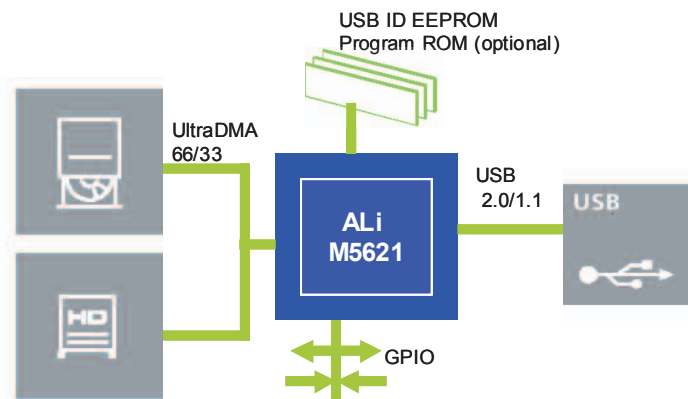 USB ID EEPROM
Program ROM (optional)
UltraDMA
66/33
USB
2.0/1.1
USB
ALi
M5621
HD
GPIO